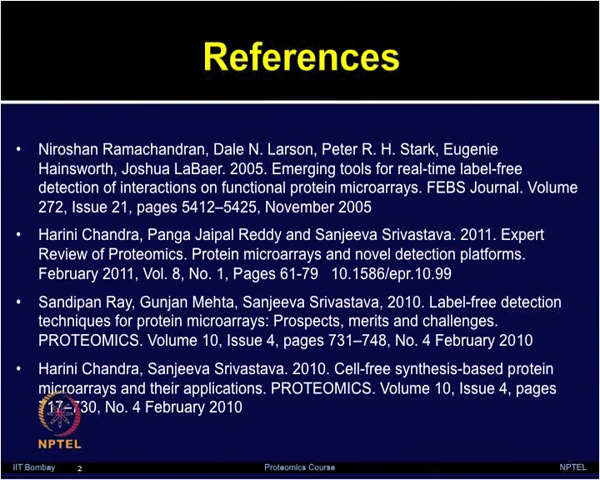 References
• Niroshan Ramachandran, Dale N. Larson, Peter R. H. Stark, Eugenie
Hainsworth, Joshua LaBaer. 2005. Emerging tools for real-time label-free
detection of interactions on functional protein microarrays. FEBS Journal. Volume
272, Issue 21, pages 5412–5425, November 2005
• Harini Chandra, Panga Jaipal Reddy and Sanjeeva Srivastava. 2011. Expert
Review of Proteomics. Protein microarrays and novel detection platforms.
February 2011, Vol. 8, No. 1, Pages 61-79 10.1586/epr.10.99
• Sandipan Ray, Gunjan Mehta, Sanjeeva Srivastava, 2010. Label-free detection
techniques for protein microarrays: Prospects, merits and challenges.
PROTEOMICS. Volume 10, Issue 4, pages 731–748, No. 4 February 2010
• Harini Chandra, Sanjeeva Srivastava. 2010. Cell-free synthesis-based protein
microarrays and their applications. PROTEOMICS. Volume 10, Issue 4, pages
No. 4 February 2010
NPTEL
IIT Bombay 2 Proteomics Course NPTEL